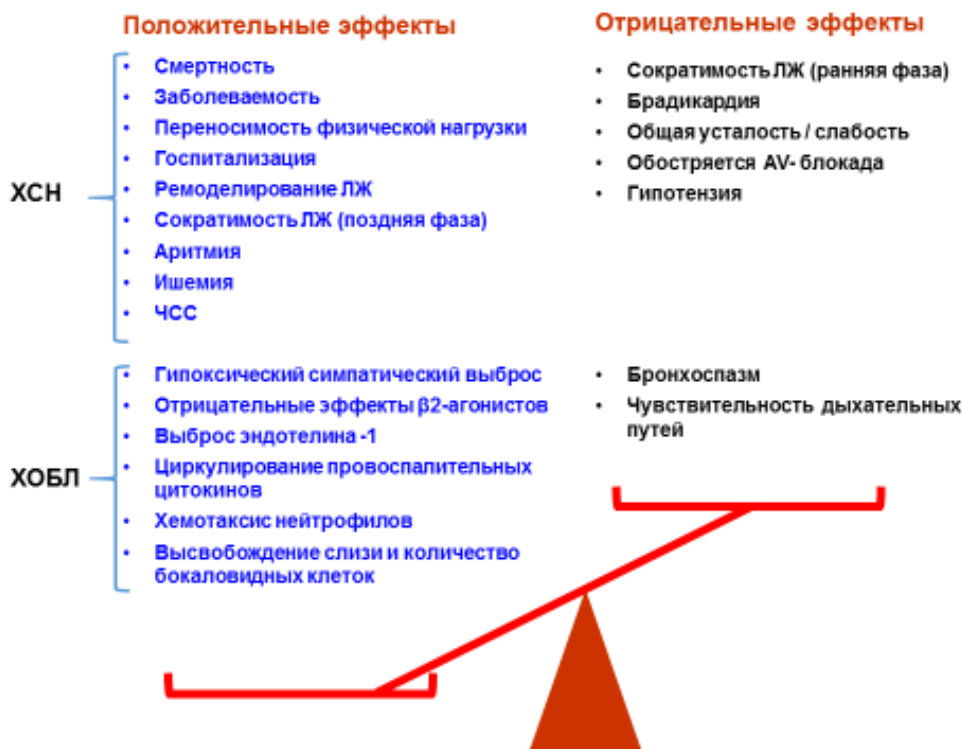 Положительные эффекты
Отрицательные эффекты
ХСН
• Смертность
• Заболеваемость
• Переносимость физической нагрузки
• Госпитализация
• Ремоделирование ЛЖ
• Сократимость ЛЖ (поздняя фаза)
• Аритмия
• Ишемия
• ЧСС
• Сократимость ЛЖ (ранняя фаза)
• Брадикардия
• Общая усталость / слабость
• Обостряется AV- блокада
• Гипотензия
ХОБЛ
• Гипоксический симпатический выброс
• Отрицательные эффекты β2-агонистов
• Выброс эндотелина -1
• Циркулирование провоспалительных
цитокинов
• Хемотаксис нейтрофилов
• Высвобождение слизи и количество
бокаловидных клеток
• Бронхоспазм
• Чувствительность дыхательных
путей